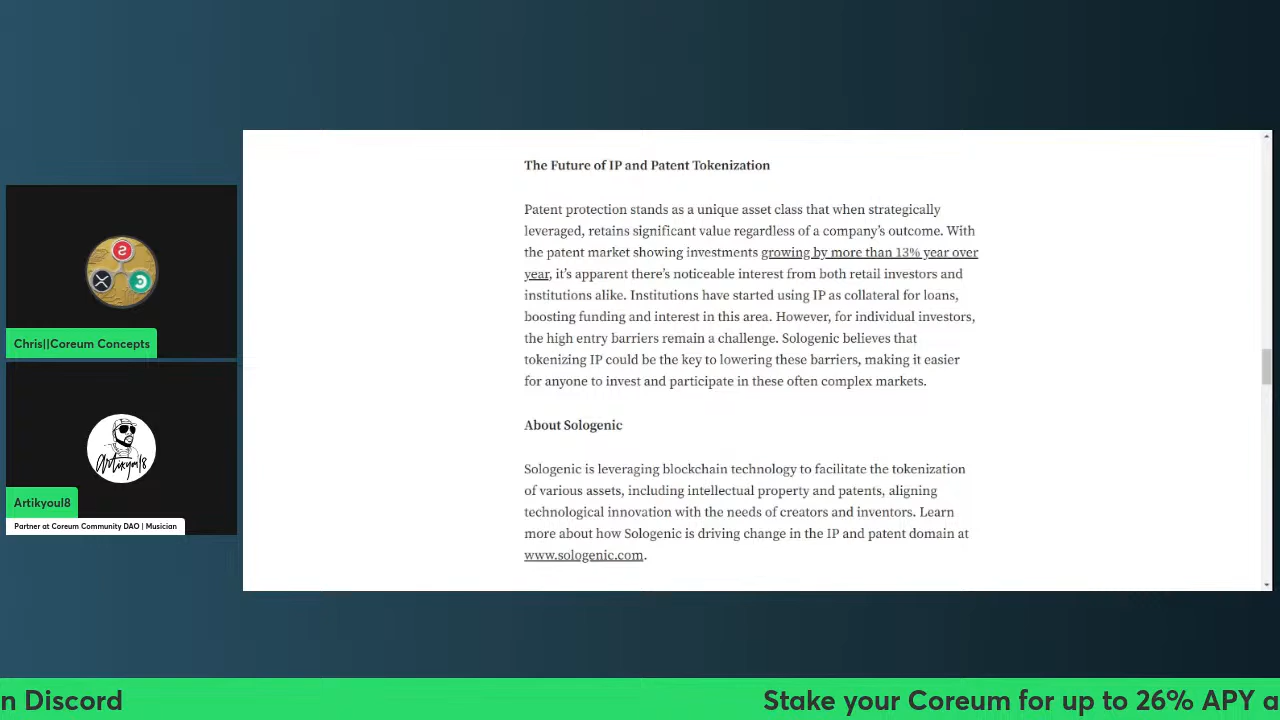 The Future of IP and Patent Tokenization
Patent protection stands as a unique asset class that when strategically
leveraged, retains significant value regardless of a company’s outcome. With
the patent market showing investments growing by more than 13% year over
year, it’s apparent there’s noticeable interest from both retail investors and
institutions alike. Institutions have started using IP as collateral for loans,
boosting funding and interest in this area. However, for individual investors,
the high entry barriers remain a challenge. Sologenic believes that
tokenizing IP could be the key to lowering these barriers, making it easier
for anyone to invest and participate in these often complex markets.
About Sologenic
Sologenic is leveraging blockchain technology to facilitate the tokenization
of various assets, including intellectual property and patents, aligning
technological innovation with the needs of creators and inventors. Learn
more about how Sologenic is driving change in the IP and patent domain at
www.sologenic.com.
Chris||Coreum Concepts
Artikyoul8
Artikyoul8
Partner at Coreum Community DAO | Musician
n Discord
Stake your Coreum for up to 26% APY a